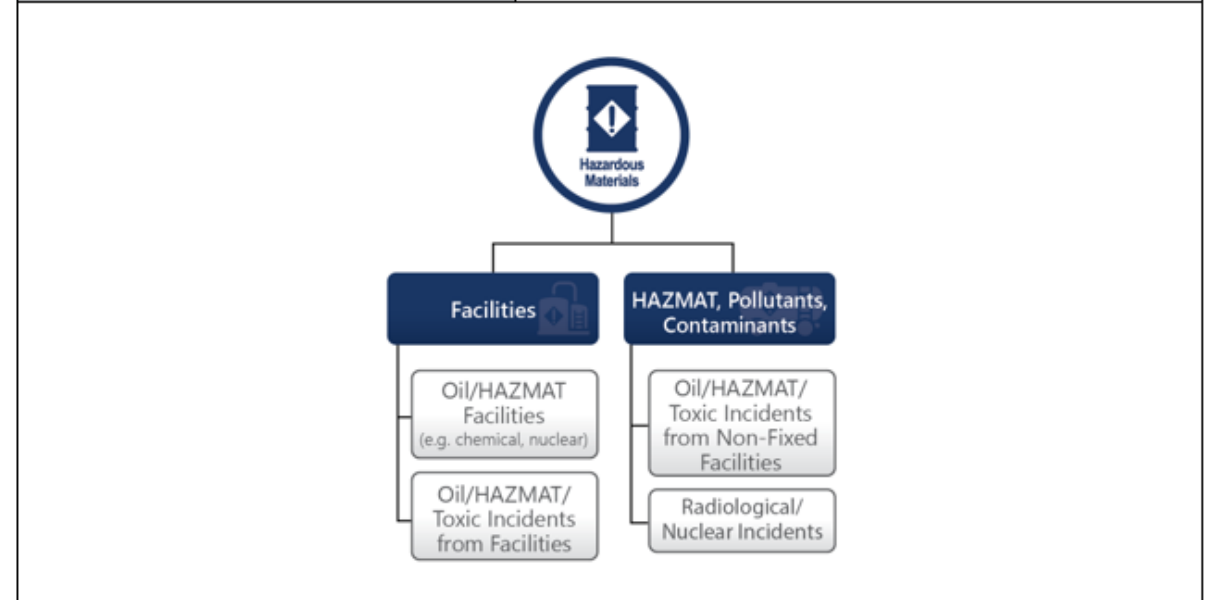 Hazardous
Materials
Facilities
Oil/HAZMAT
Facilities
(e.g. chemical, nuclear)
Oil/HAZMAT/
Toxic Incidents
from Facilities
HAZMAT, Pollutants,
Contaminants
Oil/HAZMAT/
Toxic Incidents
from Non-Fixed
Facilities
Radiological/
Nuclear Incidents